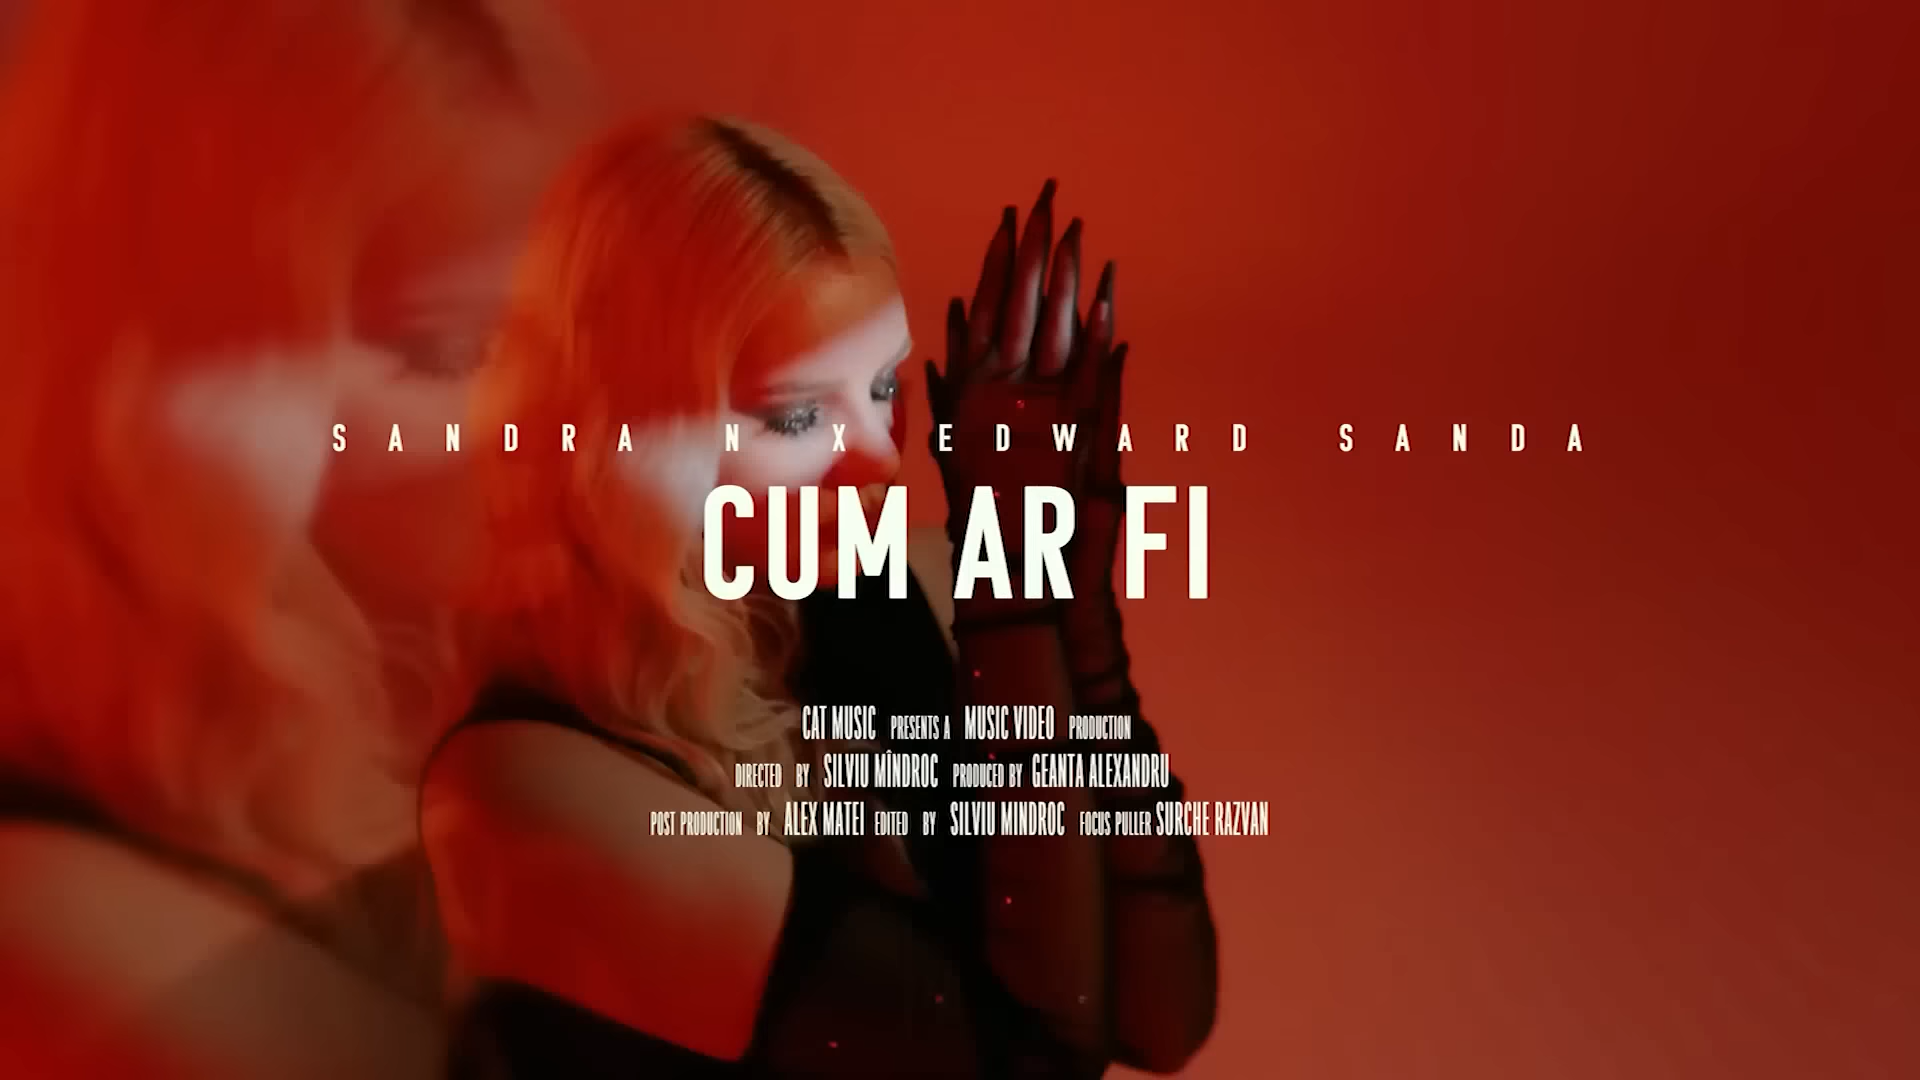 SANDRA N X EDWARD SANDA
CUM AR FI
CAT MUSIC PRESENTS A MUSIC VIDEO PRODUCTION
DIRECTED BY SILVIU MÎNDROC PRODUCED BY GEANTA ALEXANDRU
POST PRODUCTION BY ALEX MATEI EDITED BY SILVIU MINDROC FOCUS PULLER SURCHE RAZVAN